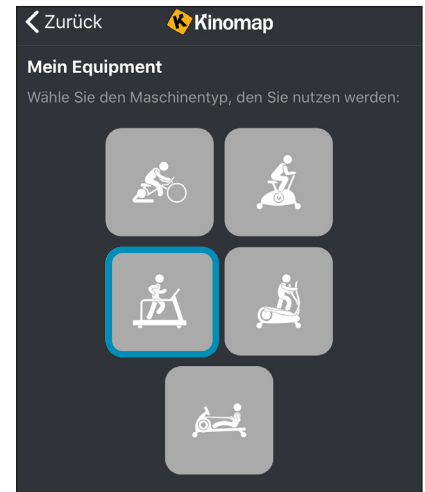 Zurück
Kinomap
Mein Equipment
Wähle Sie den Maschinentyp, den Sie nutzen werden: